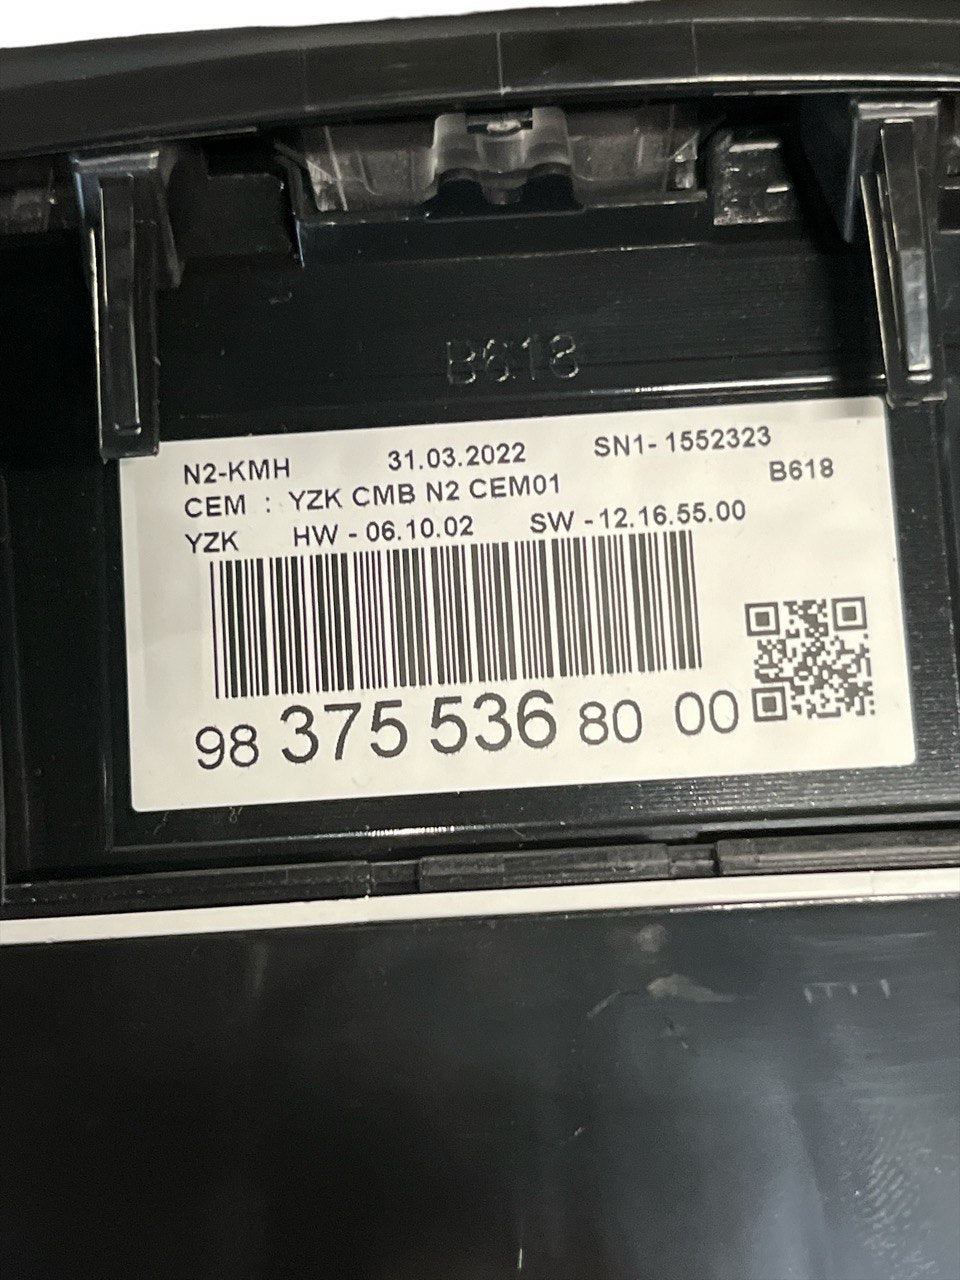 B618
N2-KMH 31.03.2022 SN1- 1552323
CEM : YZK CMB N2 CEM01 B618
YZK HW - 06.10.02 SW -12.16.55.00
98 375 536 80 00